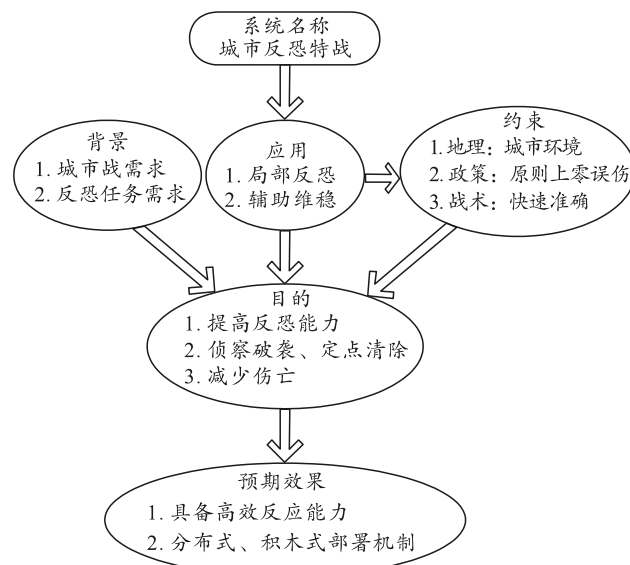 系统名称
城市反恐特战
背景
1. 城市战需求
2. 反恐任务需求
应用
1. 局部反恐
2. 辅助维稳
约束
1.地理：城市环境
2.政策：原则上零误伤
3.战术：快速准确
目的
1. 提高反恐能力
2. 侦察破袭、定点清除
3. 减少伤亡
预期效果
1. 具备高效反应能力
2. 分布式、积木式部署机制